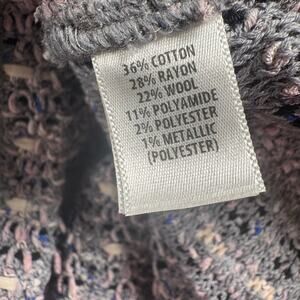 36% COTTON
28% RAYON
22% WOOL
11% POLYAMIDE
2% POLYESTER
1% METALLIC
(POLYESTER)